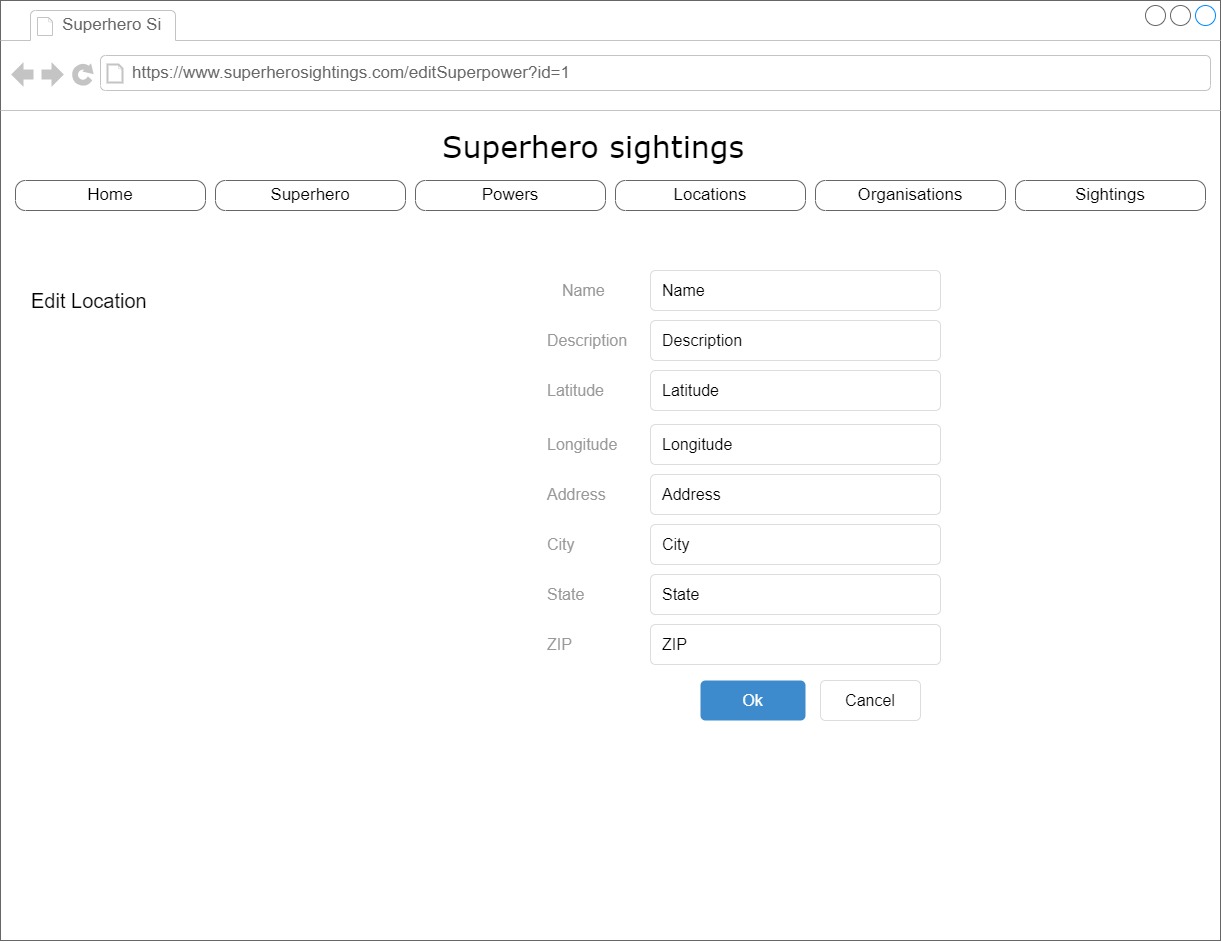 Superhero Si
https://www.superherosightings.com/editSuperpower?id=1
Superhero sightings
Home Superhero Powers Locations Organisations Sightings
Edit Location
Name Name
Description Description
Latitude Latitude
Longitude Longitude
Address Address
City City
State State
ZIP ZIP
Ok Cancel